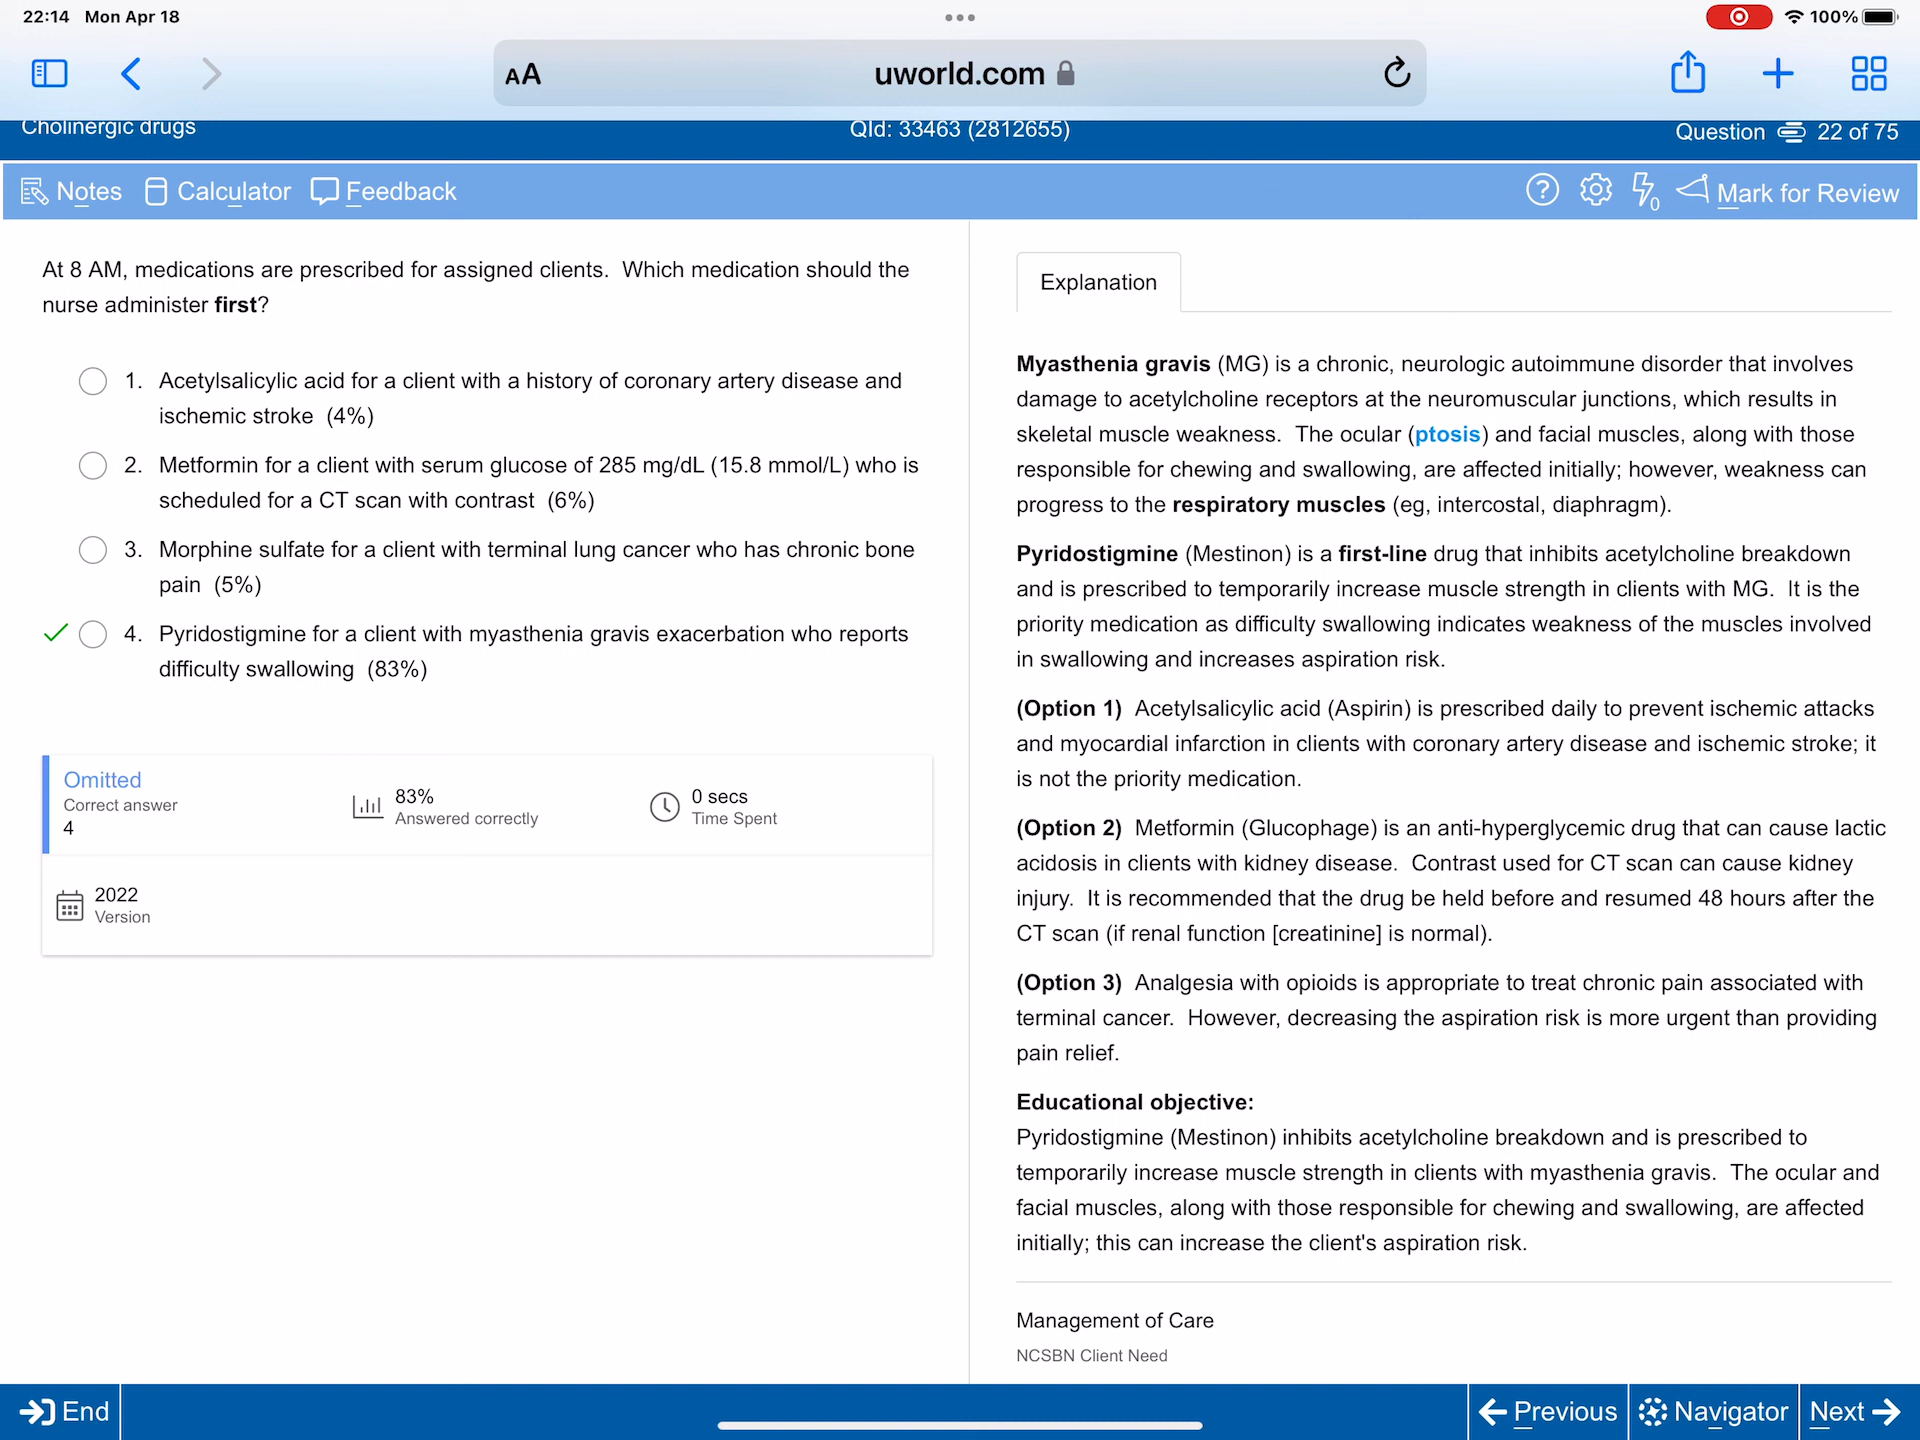 22:14 Mon Apr 18
100%
AA
uworld.com
Cholinergic drugs
QId: 33463 (2812655)
Question 22 of 75
Notes
Calculator
Feedback
0
Mark for Review
At 8 AM, medications are prescribed for assigned clients. Which medication should the
nurse administer first?
1. Acetylsalicylic acid for a client with a history of coronary artery disease and
ischemic stroke (4%)
2. Metformin for a client with serum glucose of 285 mg/dL (15.8 mmol/L) who is
scheduled for a CT scan with contrast (6%)
3. Morphine sulfate for a client with terminal lung cancer who has chronic bone
pain (5%)
4. Pyridostigmine for a client with myasthenia gravis exacerbation who reports
difficulty swallowing (83%)
Omitted
Correct answer
4
83%
Answered correctly
0 secs
Time Spent
2022
Version
Explanation
Myasthenia gravis (MG) is a chronic, neurologic autoimmune disorder that involves
damage to acetylcholine receptors at the neuromuscular junctions, which results in
skeletal muscle weakness. The ocular (ptosis) and facial muscles, along with those
responsible for chewing and swallowing, are affected initially; however, weakness can
progress to the respiratory muscles (eg, intercostal, diaphragm).
Pyridostigmine (Mestinon) is a first-line drug that inhibits acetylcholine breakdown
and is prescribed to temporarily increase muscle strength in clients with MG. It is the
priority medication as difficulty swallowing indicates weakness of the muscles involved
in swallowing and increases aspiration risk.
(Option 1) Acetylsalicylic acid (Aspirin) is prescribed daily to prevent ischemic attacks
and myocardial infarction in clients with coronary artery disease and ischemic stroke; it
is not the priority medication.
(Option 2) Metformin (Glucophage) is an anti-hyperglycemic drug that can cause lactic
acidosis in clients with kidney disease. Contrast used for CT scan can cause kidney
injury. It is recommended that the drug be held before and resumed 48 hours after the
CT scan (if renal function [creatinine] is normal).
(Option 3) Analgesia with opioids is appropriate to treat chronic pain associated with
terminal cancer. However, decreasing the aspiration risk is more urgent than providing
pain relief.
Educational objective:
Pyridostigmine (Mestinon) inhibits acetylcholine breakdown and is prescribed to
temporarily increase muscle strength in clients with myasthenia gravis. The ocular and
facial muscles, along with those responsible for chewing and swallowing, are affected
initially; this can increase the client's aspiration risk.
Management of Care
NCSBN Client Need
End
Previous
Navigator
Next